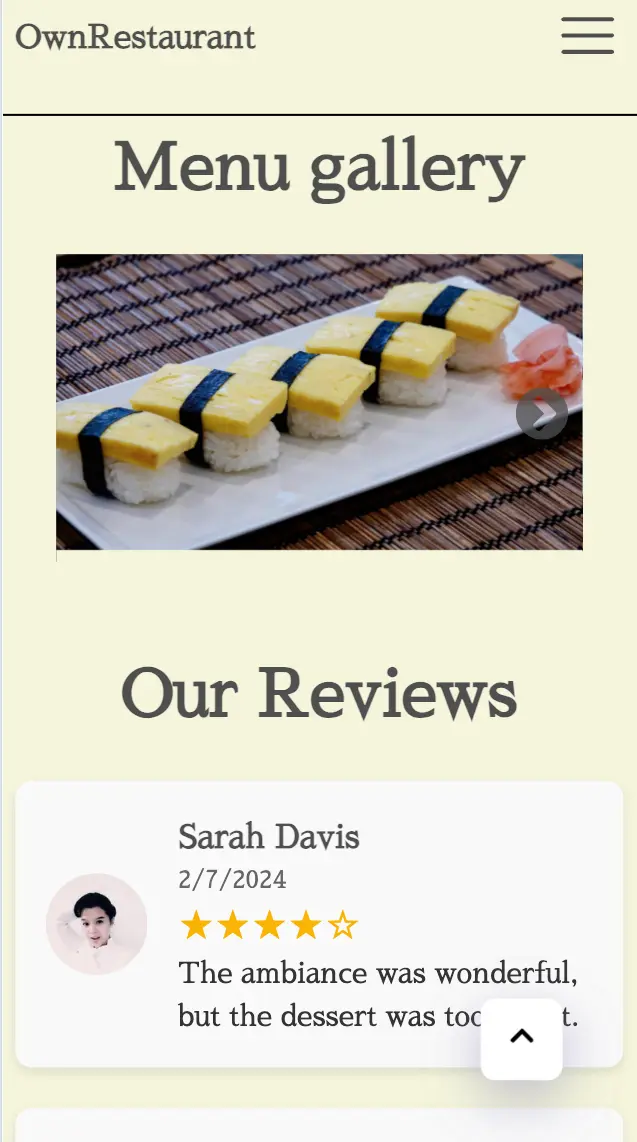 OwnRestaurant
Menu gallery
Our Reviews
Sarah Davis
2/7/2024
The ambiance was wonderful,
but the dessert was too